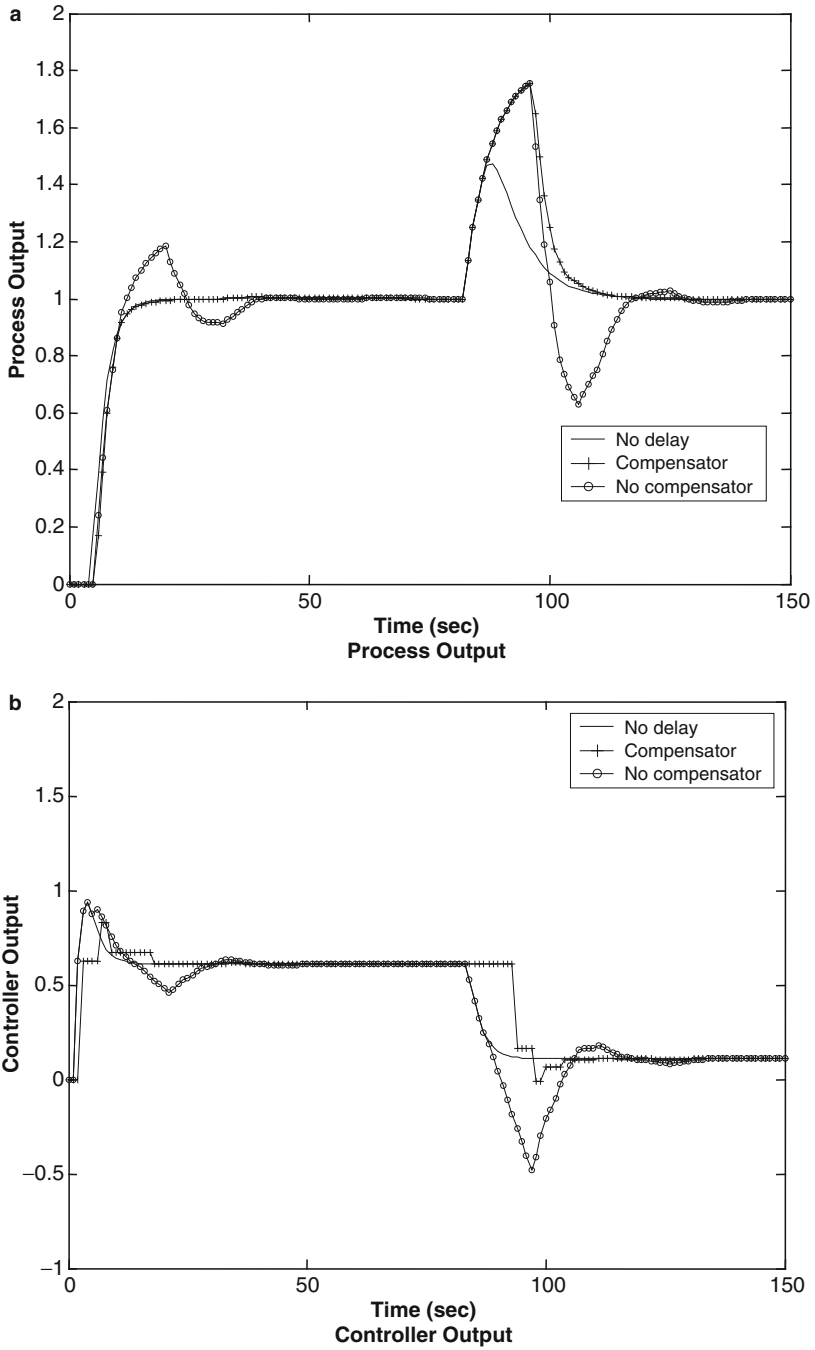 a
2
1.8
1.6
1.4
1.2
1
0.8
0.6
0.4
0.2
0
Process Output
No delay
Compensator
No compensator
0
50
100
150
Time (sec)
Process Output
b
2
1.5
1
0.5
0
−0.5
−1
Controller Output
No delay
Compensator
No compensator
0
50
100
150
Time (sec)
Controller Output